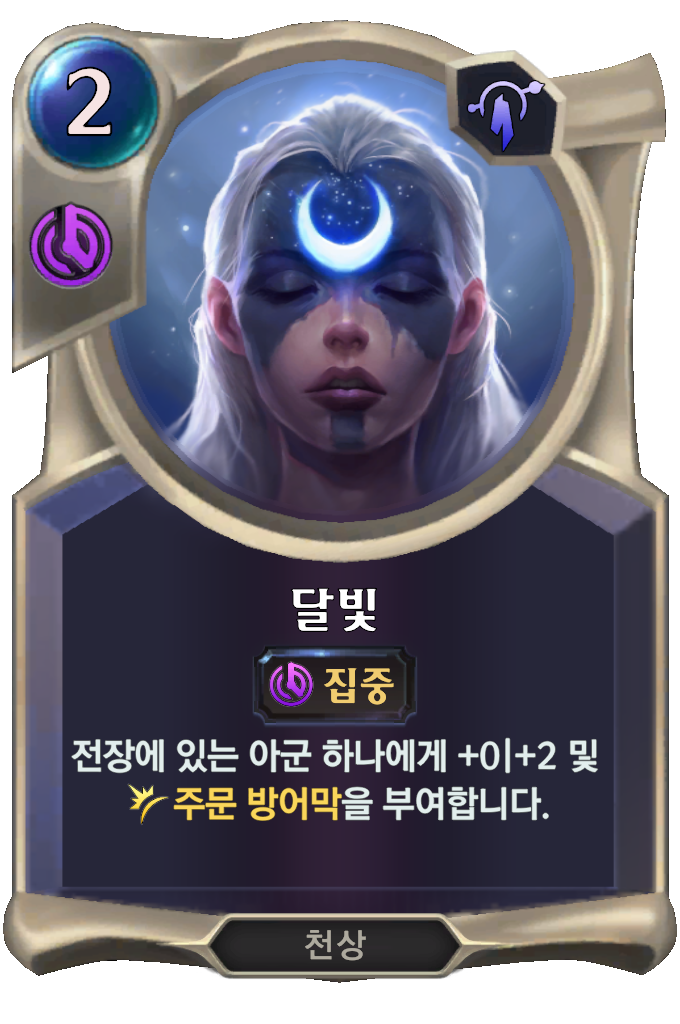 2
달빛
집중
전장에 있는 아군 하나에게 +0|+2 및
주문 방어막을 부여합니다.
천상